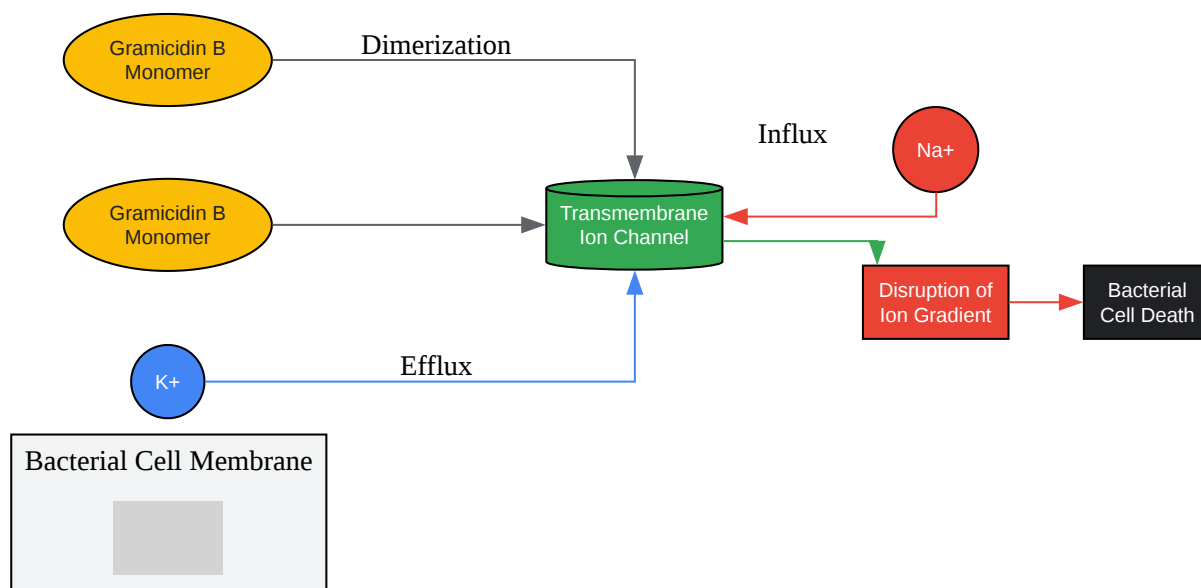 Gramicidin B
Monomer
Dimerization
Influx
Na+
Gramicidin B
Monomer
Transmembrane
Ion Channel
Disruption of
Ion Gradient
Bacterial
Cell Death
K+
Efflux
Bacterial Cell Membrane